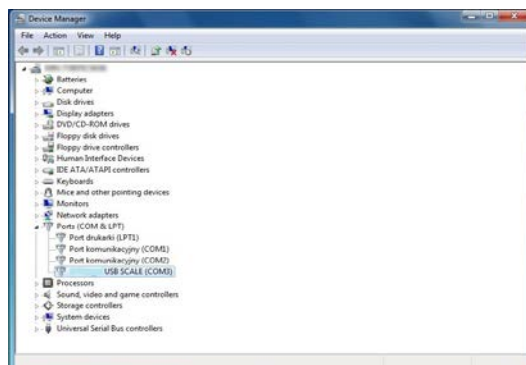 Device Manager
File Action View Help
Batteries
Computer
Disk drives
Display adapters
DVD/CD-ROM drives
Floppy disk drives
Floppy drive controllers
Human Interface Devices
IDE ATA/ATAPI controllers
Keyboards
Mice and other pointing devices
Monitors
Network adapters
Ports (COM & LPT)
Port drukarki (LPT1)
Port komunikacyjny (COM1)
Port komunikacyjny (COM2)
USB SCALE (COM3)
Processors
Sound, video and game controllers
Storage controllers
System devices
Universal Serial Bus controllers